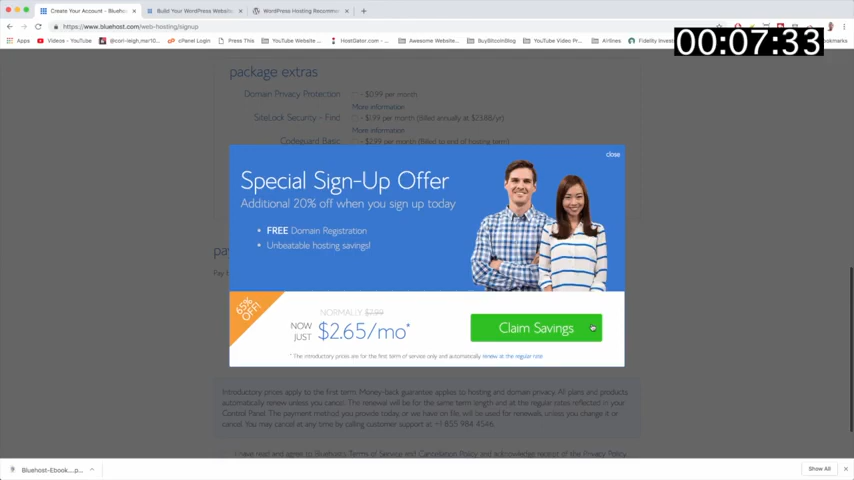 Create Your Account - Blueho
Build Your WordPress Website
WordPress Hosting Recomme
https://www.bluehost.com/web-hosting/signup
00:07:33
Apps
Videos - YouTube
cPanel Login
Press This
YouTube Website
HostGator.com
Awesome Website
BuyBitcoinBlog
YouTube Video Pr
Airlines
Fidelity Invest
package extras
Domain Privacy Protection
- $0.99 per month
More information
SiteLock Security - Find
- $1.99 per month (Billed annually at $23.88/yr)
More information
Codeguard Basic
- $2.99 per month (Billed to end of hosting term)
close
Special Sign-Up Offer
Additional 20% off when you sign up today
• FREE Domain Registration
• Unbeatable hosting savings!
65% OFF!
NORMALLY $7.99
NOW JUST $2.65/mo*
Claim Savings
* The introductory prices are for the first term of service only and automatically renew at the regular rate
Pay
Introductory prices apply to the first term. Money-back guarantee applies to hosting and domain privacy. All plans and products
automatically renew unless you cancel. The renewal will be for the same term length and at the regular rates reflected in your
Control Panel. The payment method you provide today, or we have on file, will be used for renewals, unless you change it or
cancel. You may cancel at any time by calling customer support at +1 855 984 4546.
I have read and agree to Bluehost's Terms of Service and Cancellation Policy and acknowledge receipt of the Privacy Policy.
Bluehost-Ebook....p...
Show All